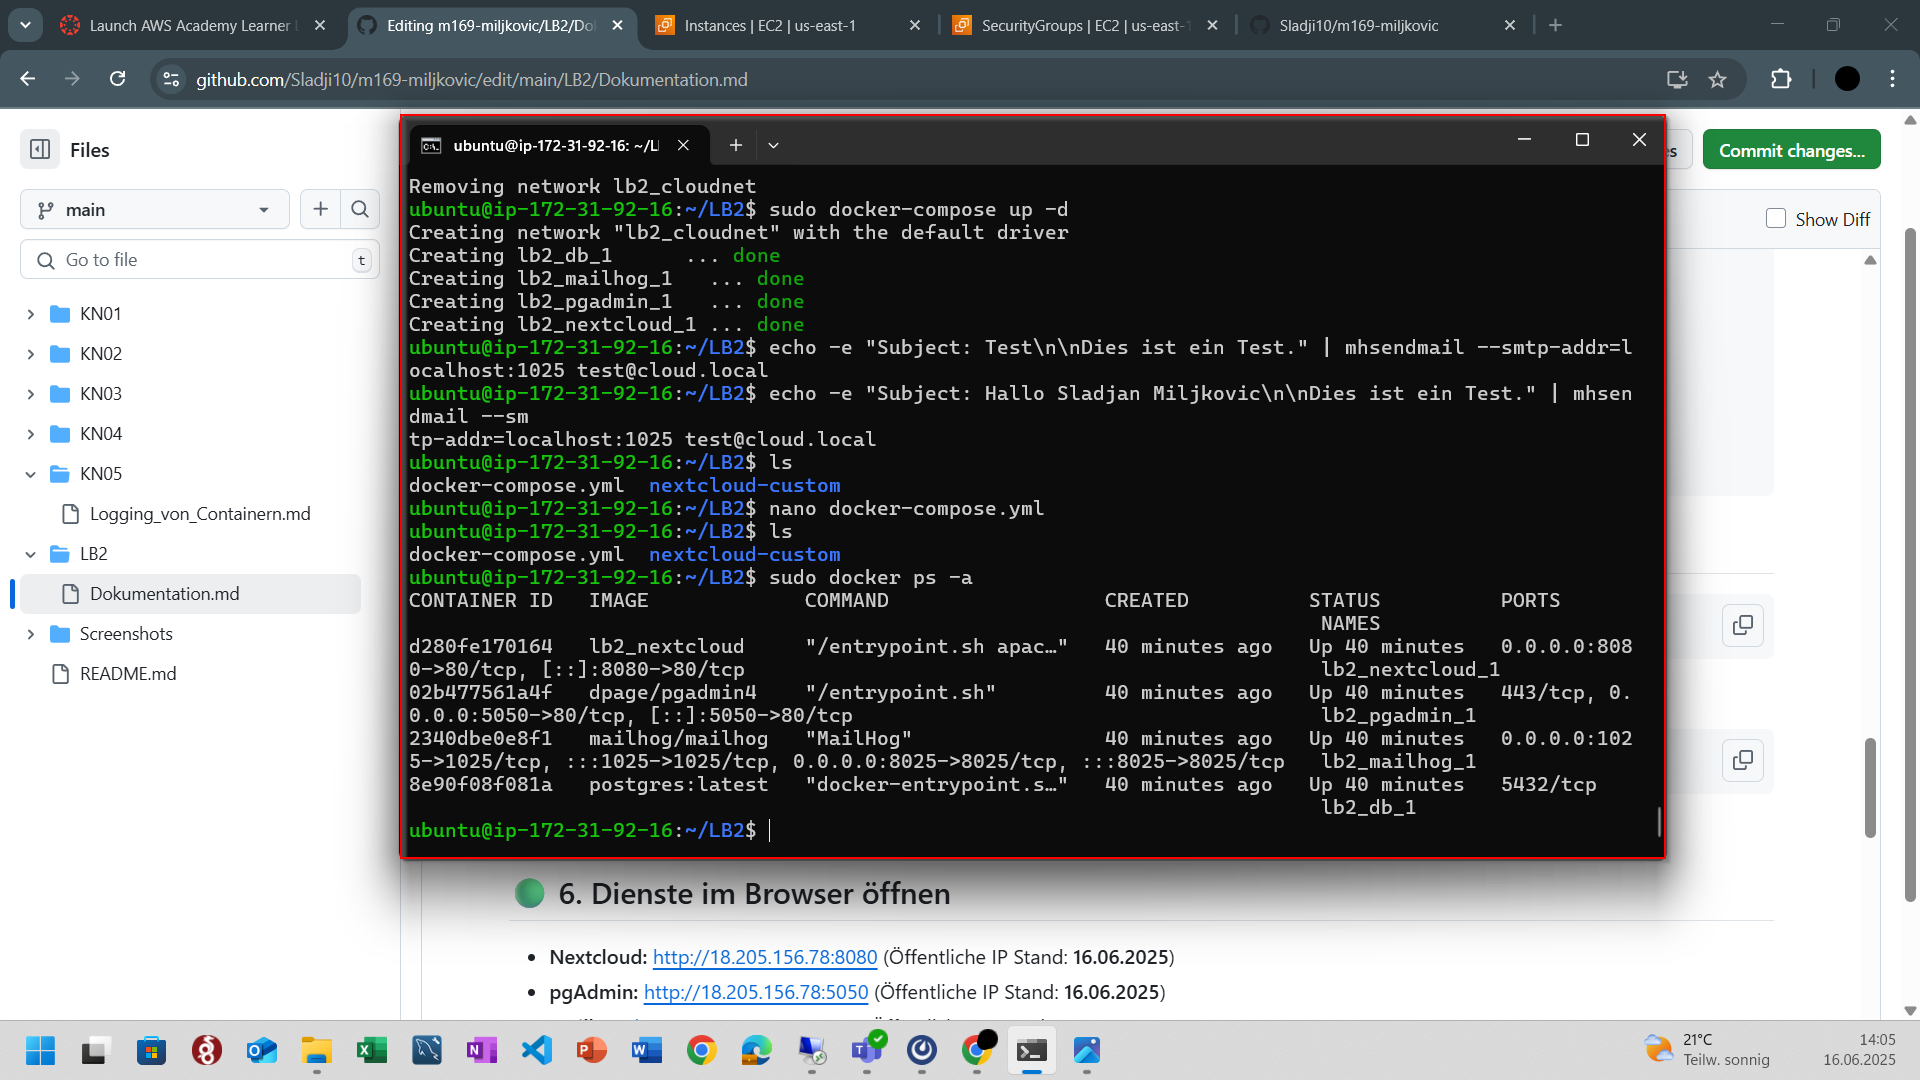 Launch AWS Academy Learner L
Editing m169-miljkovic/LB2/Do
Instances | EC2 | us-east-1
SecurityGroups | EC2 | us-east-1
Sladji10/m169-miljkovic
github.com/Sladji10/m169-miljkovic/edit/main/LB2/Dokumentation.md
Files
main
Go to file
t
KN01
KN02
KN03
KN04
KN05
Logging_von_Containern.md
LB2
Dokumentation.md
Screenshots
README.md
Commit changes...
Show Diff
ubuntu@ip-172-31-92-16: ~/L
Removing network lb2_cloudnet
ubuntu@ip-172-31-92-16:~/LB2$ sudo docker-compose up -d
Creating network "lb2_cloudnet" with the default driver
Creating lb2_db_1      ... done
Creating lb2_mailhog_1   ... done
Creating lb2_pgadmin_1   ... done
Creating lb2_nextcloud_1 ... done
ubuntu@ip-172-31-92-16:~/LB2$ echo -e "Subject: Test\n\nDies ist ein Test." | mhsendmail --smtp-addr=l
ocalhost:1025 test@cloud.local
ubuntu@ip-172-31-92-16:~/LB2$ echo -e "Subject: Hallo Sladjan Miljkovic\n\nDies ist ein Test." | mhsen
dmail --sm
tp-addr=localhost:1025 test@cloud.local
ubuntu@ip-172-31-92-16:~/LB2$ ls
docker-compose.yml  nextcloud-custom
ubuntu@ip-172-31-92-16:~/LB2$ nano docker-compose.yml
ubuntu@ip-172-31-92-16:~/LB2$ ls
docker-compose.yml  nextcloud-custom
ubuntu@ip-172-31-92-16:~/LB2$ sudo docker ps -a
CONTAINER ID   IMAGE             COMMAND                  CREATED          STATUS          PORTS
NAMES
d280fe170164   lb2_nextcloud     "/entrypoint.sh apac…"   40 minutes ago   Up 40 minutes   0.0.0.0:808
0->80/tcp, [::]:8080->80/tcp                                                lb2_nextcloud_1
02b477561a4f   dpage/pgadmin4    "/entrypoint.sh"         40 minutes ago   Up 40 minutes   443/tcp, 0.
0.0.0:5050->80/tcp, [::]:5050->80/tcp                                       lb2_pgadmin_1
2340dbe0e8f1   mailhog/mailhog   "MailHog"                40 minutes ago   Up 40 minutes   0.0.0.0:102
5->1025/tcp, :::1025->1025/tcp, 0.0.0.0:8025->8025/tcp, :::8025->8025/tcp   lb2_mailhog_1
8e90f08f081a   postgres:latest   "docker-entrypoint.s…"   40 minutes ago   Up 40 minutes   5432/tcp
lb2_db_1
ubuntu@ip-172-31-92-16:~/LB2$
6. Dienste im Browser öffnen
Nextcloud: http://18.205.156.78:8080 (Öffentliche IP Stand: 16.06.2025)
pgAdmin: http://18.205.156.78:5050 (Öffentliche IP Stand: 16.06.2025)
21°C
Teilw. sonnig
14:05
16.06.2025